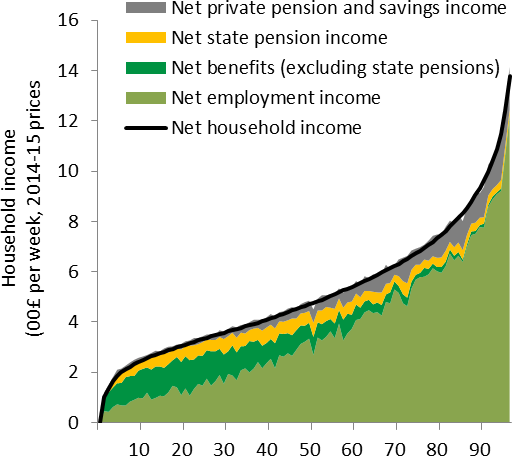 Net private pension and savings income
Net state pension income
Net benefits (excluding state pensions)
Net employment income
Net household income
Household income
(00£ per week, 2014-15 prices
16
14
12
10
8
6
4
2
0
10 20 30 40 50 60 70 80 90